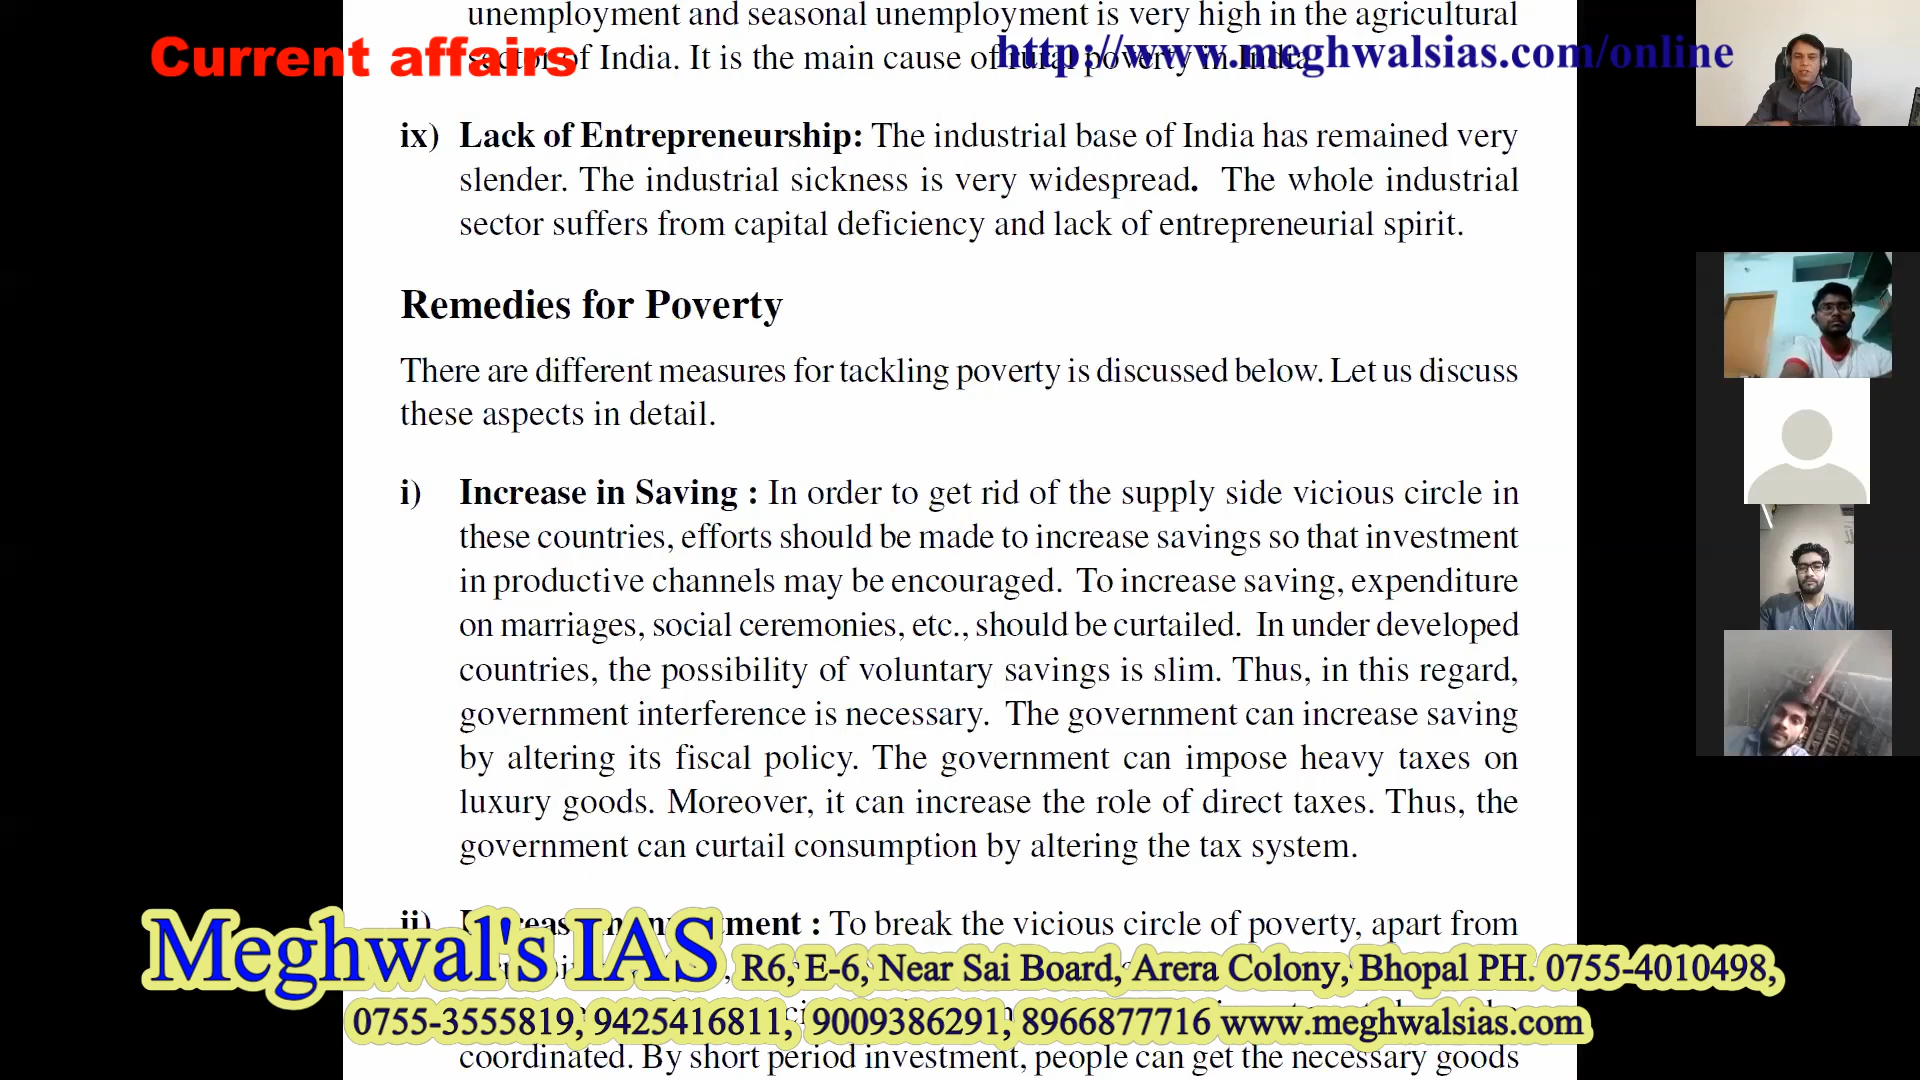 unemployment and seasonal unemployment is very high in the agricultural
Current affairs
of India. It is the main cause of rural poverty in India
http://www.meghwalsias.com/online
ix) Lack of Entrepreneurship: The industrial base of India has remained very
slender. The industrial sickness is very widespread. The whole industrial
sector suffers from capital deficiency and lack of entrepreneurial spirit.
Remedies for Poverty
There are different measures for tackling poverty is discussed below. Let us discuss
these aspects in detail.
i) Increase in Saving : In order to get rid of the supply side vicious circle in
these countries, efforts should be made to increase savings so that investment
in productive channels may be encouraged. To increase saving, expenditure
on marriages, social ceremonies, etc., should be curtailed. In under developed
countries, the possibility of voluntary savings is slim. Thus, in this regard,
government interference is necessary. The government can increase saving
by altering its fiscal policy. The government can impose heavy taxes on
luxury goods. Moreover, it can increase the role of direct taxes. Thus, the
government can curtail consumption by altering the tax system.
ii) : To break the vicious circle of poverty, apart from
Meghwal's IAS R6, E-6, Near Sai Board, Arera Colony, Bhopal PH. 0755-4010498,
0755-3555819, 9425416811, 9009386291, 8966877716 www.meghwalsias.com
coordinated. By short period investment, people can get the necessary goods